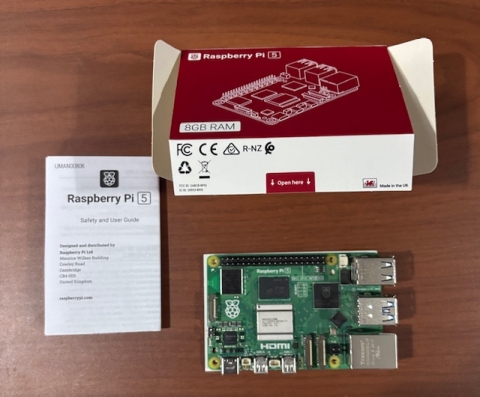 Raspberry Pi 5
8GB RAM
FC CE R-NZ
Open here
Made in the UK
Raspberry Pi 5
Safety and User Guide
Designed and distributed by
Raspberry Pi Ltd
Maurice Wilkes Building
Cowley Road
Cambridge
CB4 0DS
United Kingdom
raspberrypi.com
Raspberry Pi 5
HDMI